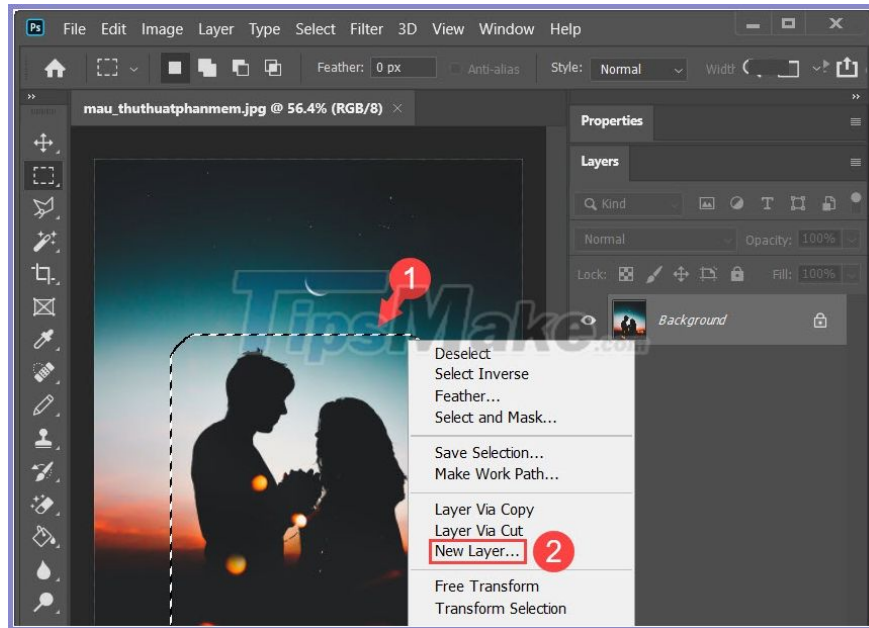 Ps File Edit Image Layer Type Select Filter 3D View Window Help
Feather: 0 px Anti-alias Style: Normal Width
mau_thuthuatphanmem.jpg @ 56.4% (RGB/8) ×
Properties
Layers
Kind
Normal Opacity: 100%
Lock: Fill: 100%
Background
1
TipsMake.com
Deselect
Select Inverse
Feather...
Select and Mask...
Save Selection...
Make Work Path...
Layer Via Copy
Layer Via Cut
New Layer... 2
Free Transform
Transform Selection